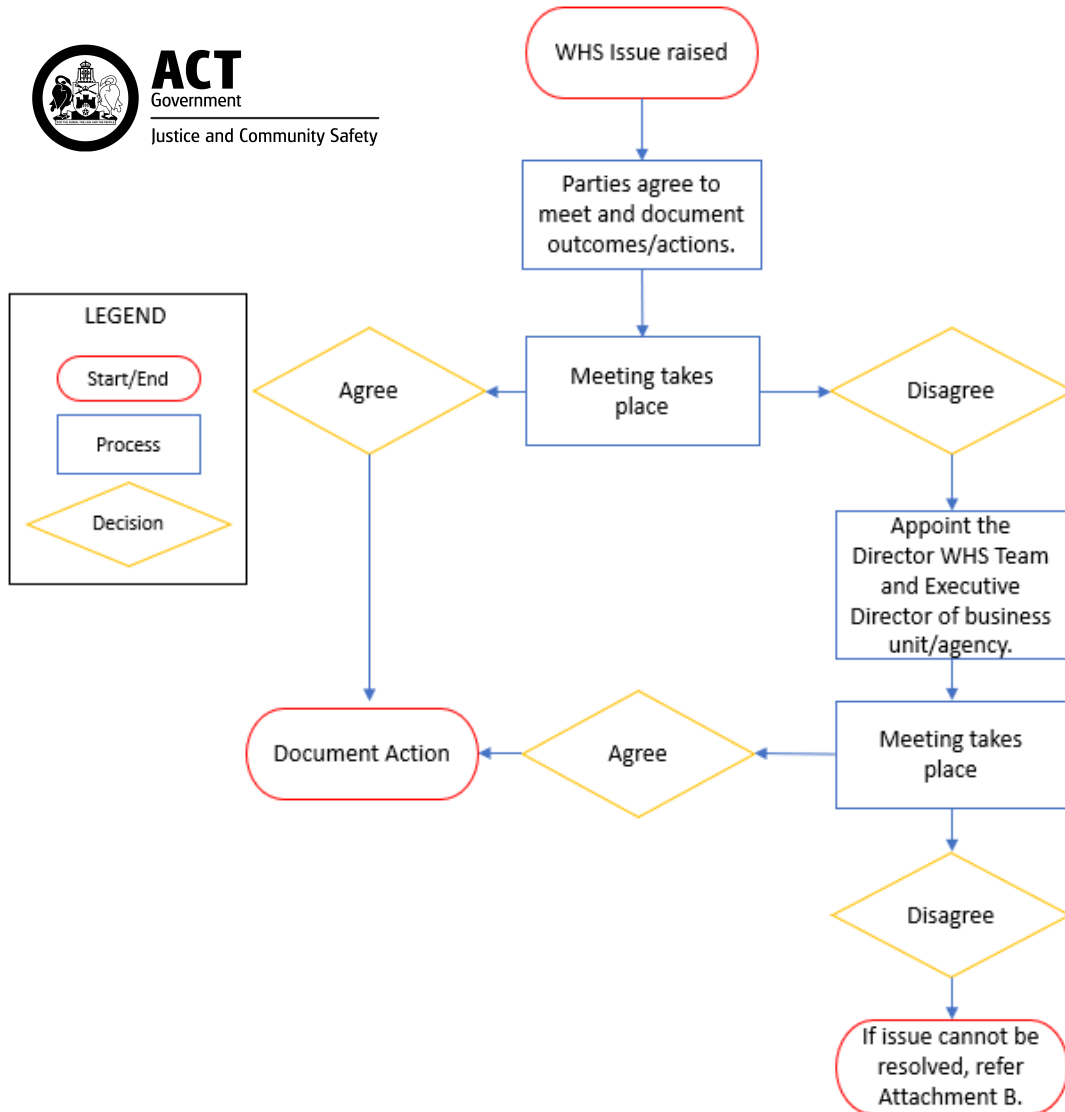 ACT
Government
Justice and Community Safety
WHS Issue raised
Parties agree to
meet and document
outcomes/actions.
LEGEND
Start/End
Process
Decision
Agree
Meeting takes
place
Disagree
Appoint the
Director WHS Team
and Executive
Director of business
unit/agency.
Document Action
Agree
Meeting takes
place
Disagree
If issue cannot be
resolved, refer
Attachment B.